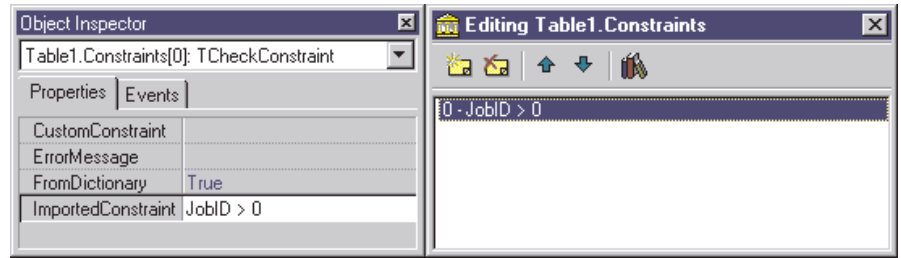 Object Inspector
Table1.Constraints[0]: TCheckConstraint
Properties Events
CustomConstraint
ErrorMessage
FromDictionary True
ImportedConstraint JobID > 0
Editing Table1.Constraints
0 - JobID > 0